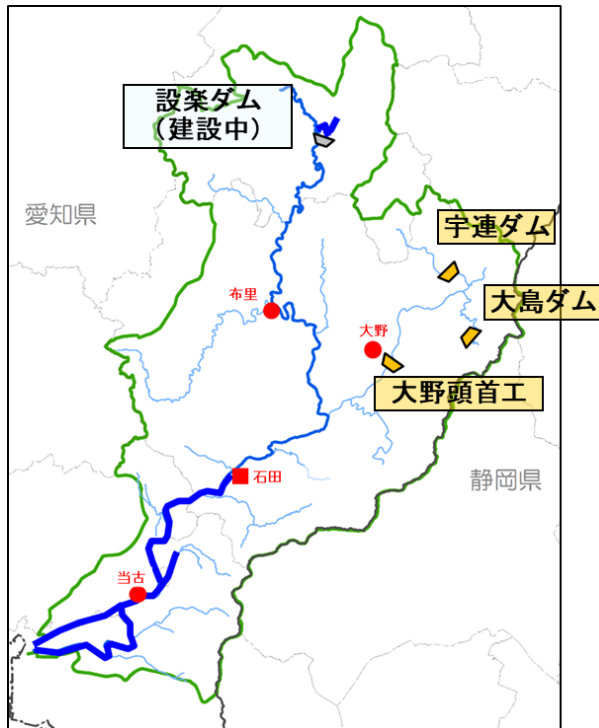 設楽ダム
(建設中)
愛知県
宇連ダム
布里
大島ダム
大野
大野頭首工
石田
静岡県
当古